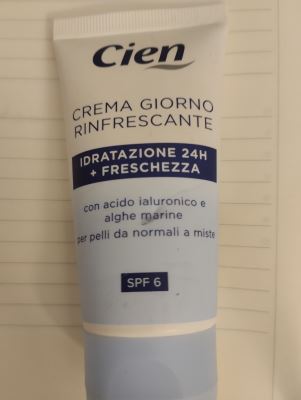 Cien
CREMA GIORNO
RINFRESCANTE
IDRATAZIONE 24H
+ FRESCHEZZA
con acido ialuronico e
alghe marine
per pelli da normali a miste
SPF 6